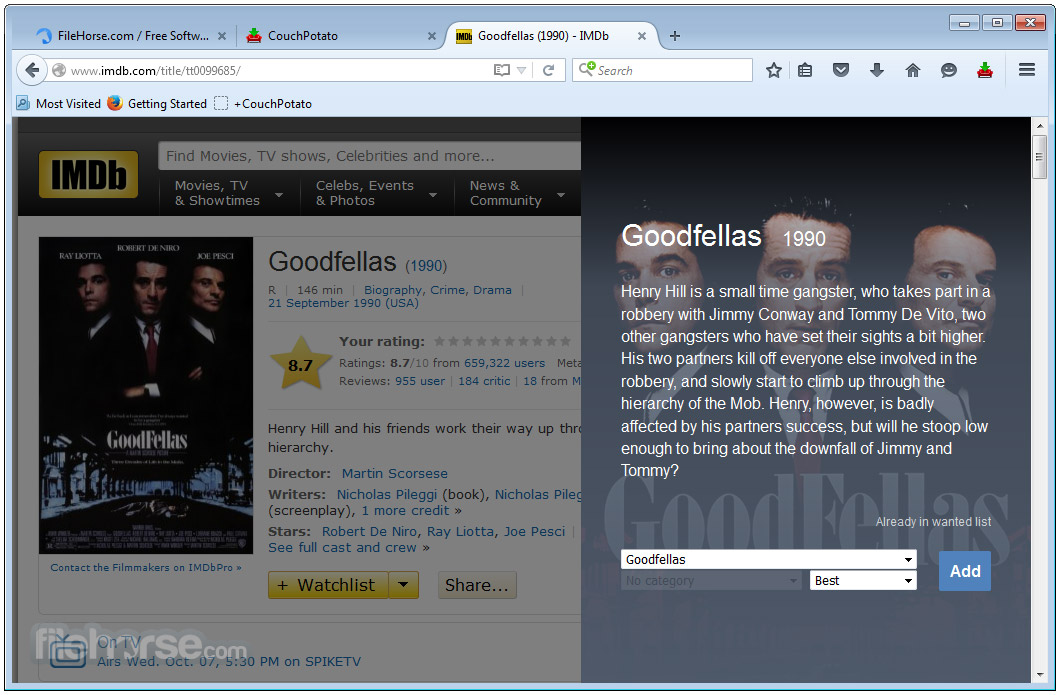 FileHorse.com / Free Softw...
CouchPotato
IMDb Goodfellas (1990) - IMDb
www.imdb.com/title/tt0099685/
Search
Most Visited
Getting Started
+CouchPotato
IMDb
Find Movies, TV shows, Celebrities and more...
Movies, TV
& Showtimes
Celebs, Events
& Photos
News &
Community
RAY LIOTTA
ROBERT DE NIRO
JOE PESCI
GoodFellas
Three Decades of Life in the Mafia.
Contact the Filmmakers on IMDbPro »
Goodfellas (1990)
R | 146 min | Biography, Crime, Drama |
21 September 1990 (USA)
8.7
Your rating:
Ratings: 8.7/10 from 659,322 users Meta
Reviews: 955 user | 184 critic | 18 from M
Henry Hill and his friends work their way up thro
hierarchy.
Director: Martin Scorsese
Writers: Nicholas Pileggi (book), Nicholas Pileg
(screenplay), 1 more credit »
Stars: Robert De Niro, Ray Liotta, Joe Pesci |
See full cast and crew »
+ Watchlist
Share...
On TV
Airs Wed. Oct. 07, 5:30 PM on SPIKETV
filehorse.com
Goodfellas 1990
Henry Hill is a small time gangster, who takes part in a
robbery with Jimmy Conway and Tommy De Vito, two
other gangsters who have set their sights a bit higher.
His two partners kill off everyone else involved in the
robbery, and slowly start to climb up through the
hierarchy of the Mob. Henry, however, is badly
affected by his partners success, but will he stoop low
enough to bring about the downfall of Jimmy and
Tommy?
GoodFellas
Already in wanted list
Goodfellas
No category
Best
Add